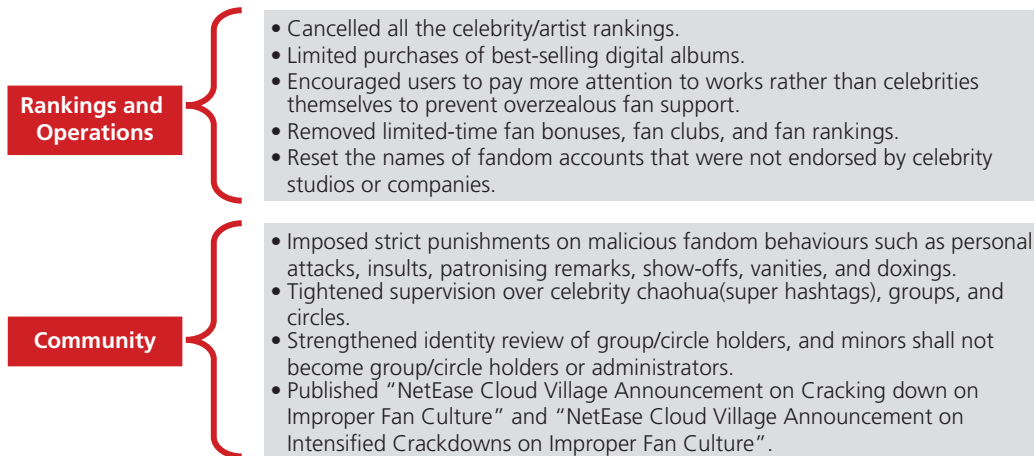 Rankings and
Operations
• Cancelled all the celebrity/artist rankings.
• Limited purchases of best-selling digital albums.
• Encouraged users to pay more attention to works rather than celebrities
themselves to prevent overzealous fan support.
• Removed limited-time fan bonuses, fan clubs, and fan rankings.
• Reset the names of fandom accounts that were not endorsed by celebrity
studios or companies.
Community
• Imposed strict punishments on malicious fandom behaviours such as personal
attacks, insults, patronising remarks, show-offs, vanities, and doxings.
• Tightened supervision over celebrity chaohua(super hashtags), groups, and
circles.
• Strengthened identity review of group/circle holders, and minors shall not
become group/circle holders or administrators.
• Published “NetEase Cloud Village Announcement on Cracking down on
Improper Fan Culture” and “NetEase Cloud Village Announcement on
Intensified Crackdowns on Improper Fan Culture”.